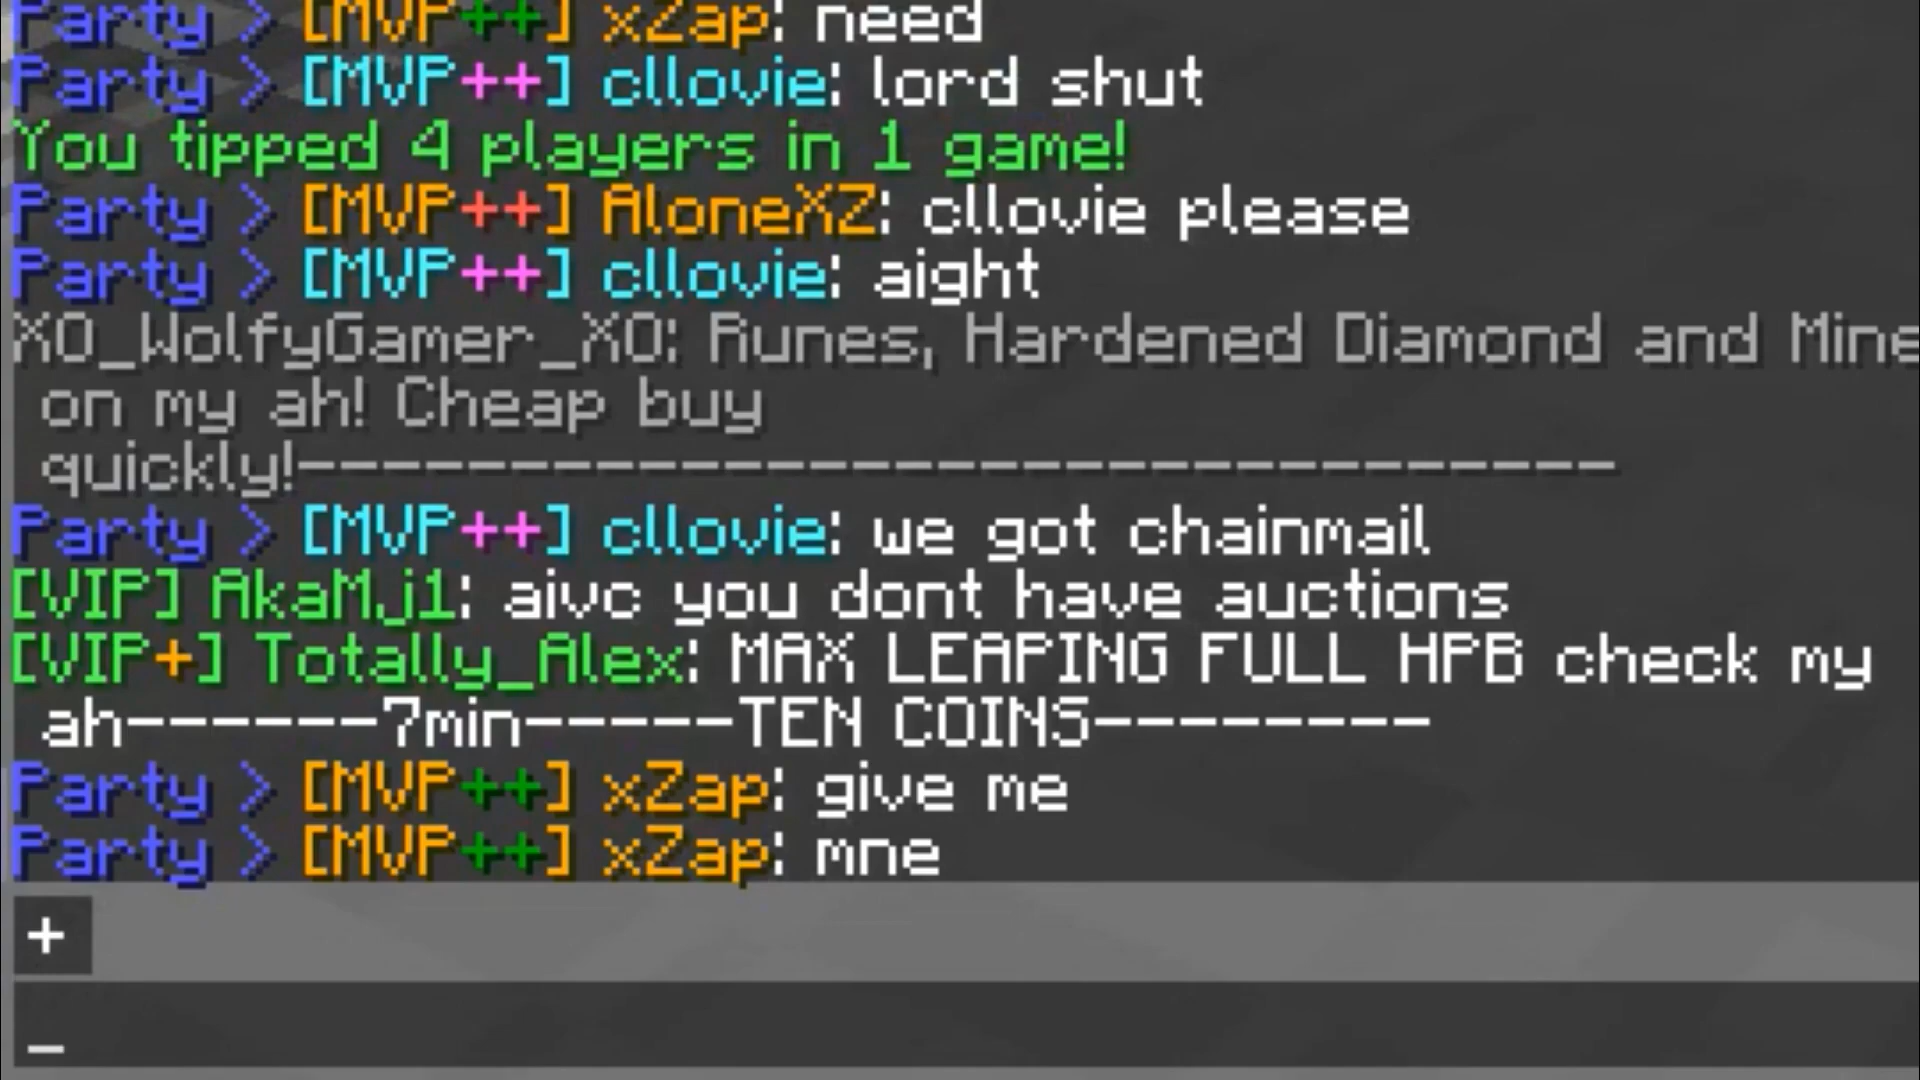 Party > [MVP++] xZap: need
Party > [MVP++] cllovie: lord shut
You tipped 4 players in 1 game!
Party > [MVP++] AloneXZ: cllovie please
Party > [MVP++] cllovie: aight
XO_WolfyGamer_XO: Runes, Hardened Diamond and Mine
on my ah! Cheap buy
quickly!-----------------------------------
Party > [MVP++] cllovie: we got chainmail
[VIP] AkaMj1: aivc you dont have auctions
[VIP+] Totally_Alex: MAX LEAPING FULL HPB check my
ah------7min-----TEN COINS--------
Party > [MVP++] xZap: give me
Party > [MVP++] xZap: mne
+
_